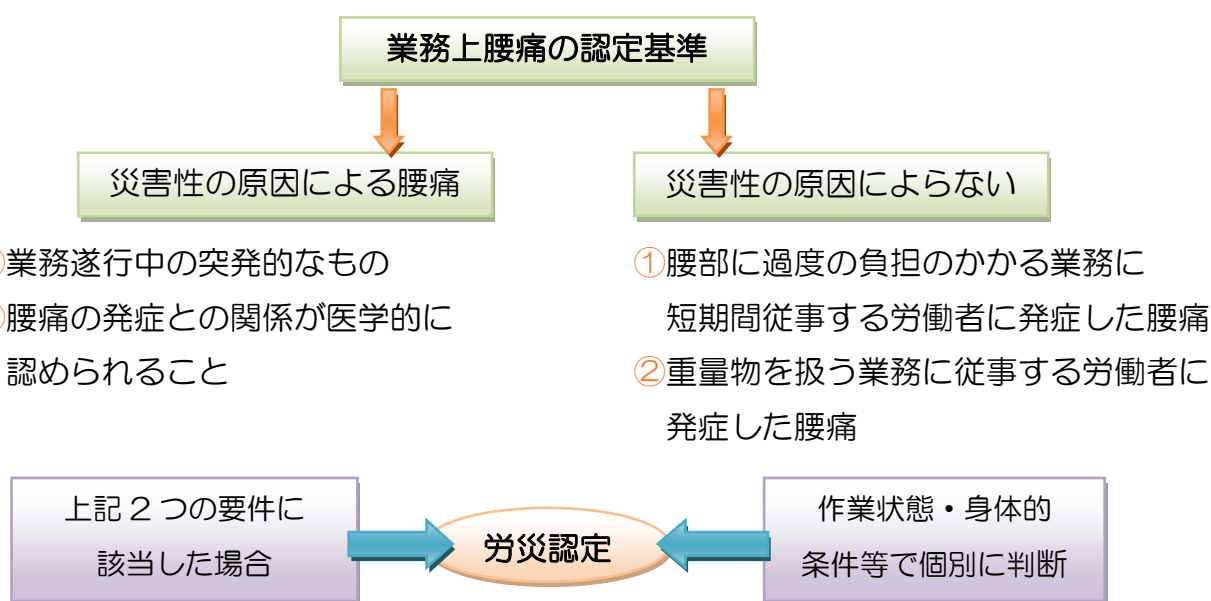 業務上腰痛の認定基準
災害性の原因による腰痛
業務遂行中の突発的なもの
腰痛の発症との関係が医学的に
認められること
災害性の原因によらない
①腰部に過度の負担のかかる業務に
短期間従事する労働者に発症した腰痛
②重量物を扱う業務に従事する労働者に
発症した腰痛
上記2つの要件に
該当した場合
労災認定
作業状態・身体的
条件等で個別に判断